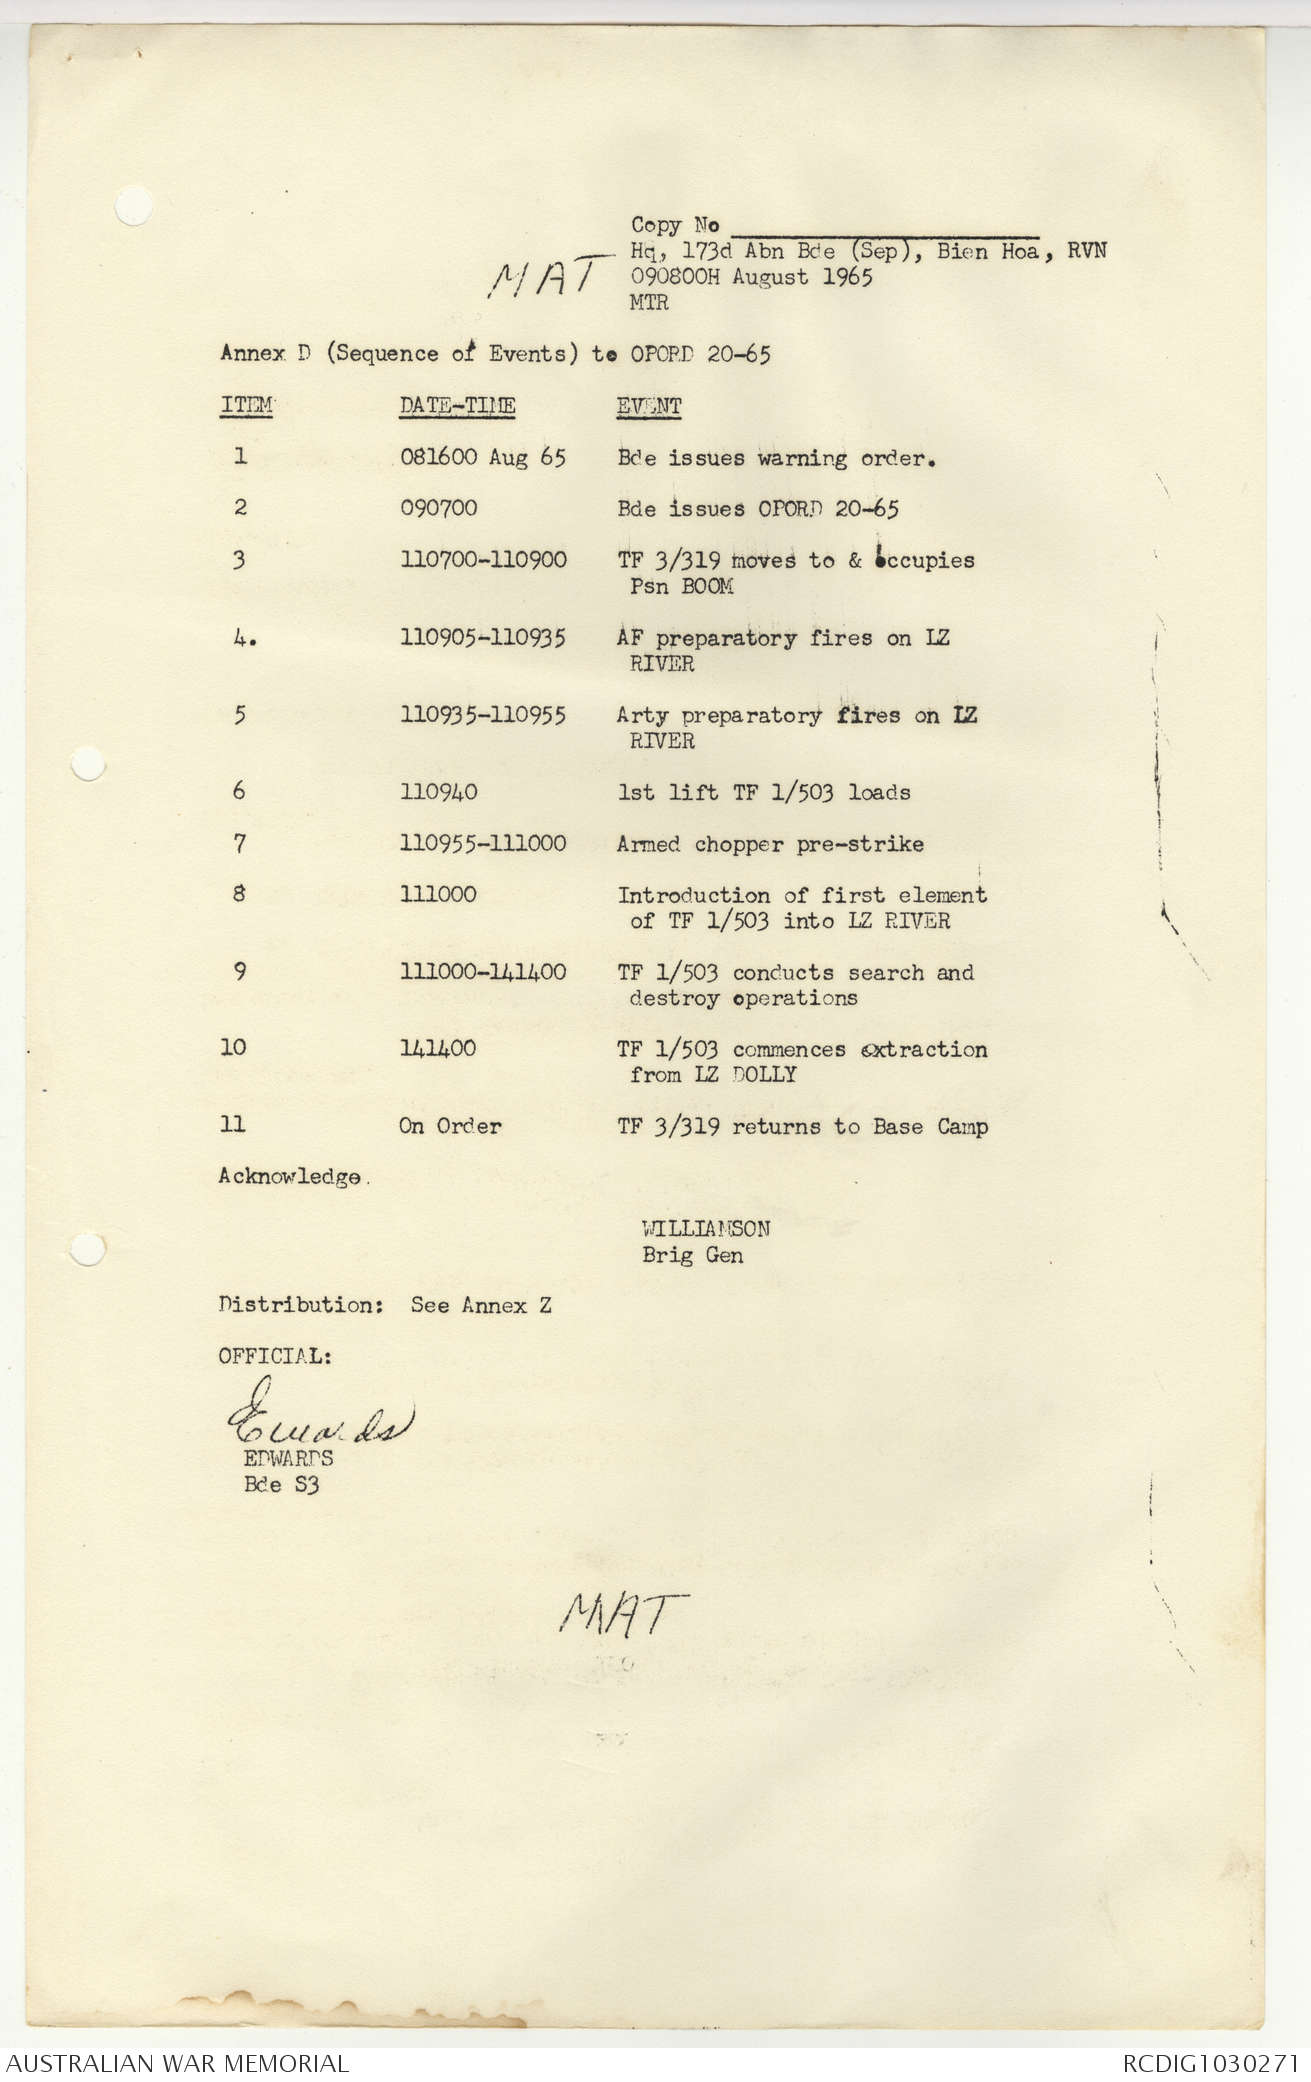 Copy No
Hq, 173d Abn Bde (Sep), Bien Hoa, RVN
MAT
090800H August 1965
MTR
Annex D (Sequence of Events) to OPORD 20-65
ITEM DATE-TIME EVENT
1 081600 Aug 65 Bde issues warning order.
2 090700 Bde issues OPORD 20-65
3 110700-110900 TF 3/319 moves to & occupies
Psn BOOM
4. 110905-110935 AF preparatory fires on LZ
RIVER
5 110935-110955 Arty preparatory fires on LZ
RIVER
6 110940 1st lift TF 1/503 loads
7 110955-111000 Armed chopper pre-strike
8 111000 Introduction of first element
of TF 1/503 into LZ RIVER
9 111000-141400 TF 1/503 conducts search and
destroy operations
10 141400 TF 1/503 commences extraction
from LZ DOLLY
11 On Order TF 3/319 returns to Base Camp
Acknowledge.
WILLIAMSON
Brig Gen
Distribution: See Annex Z
OFFICIAL:
Edwards
EDWARDS
Bde S3
MAT
AUSTRALIAN WAR MEMORIAL RCDIG1030271